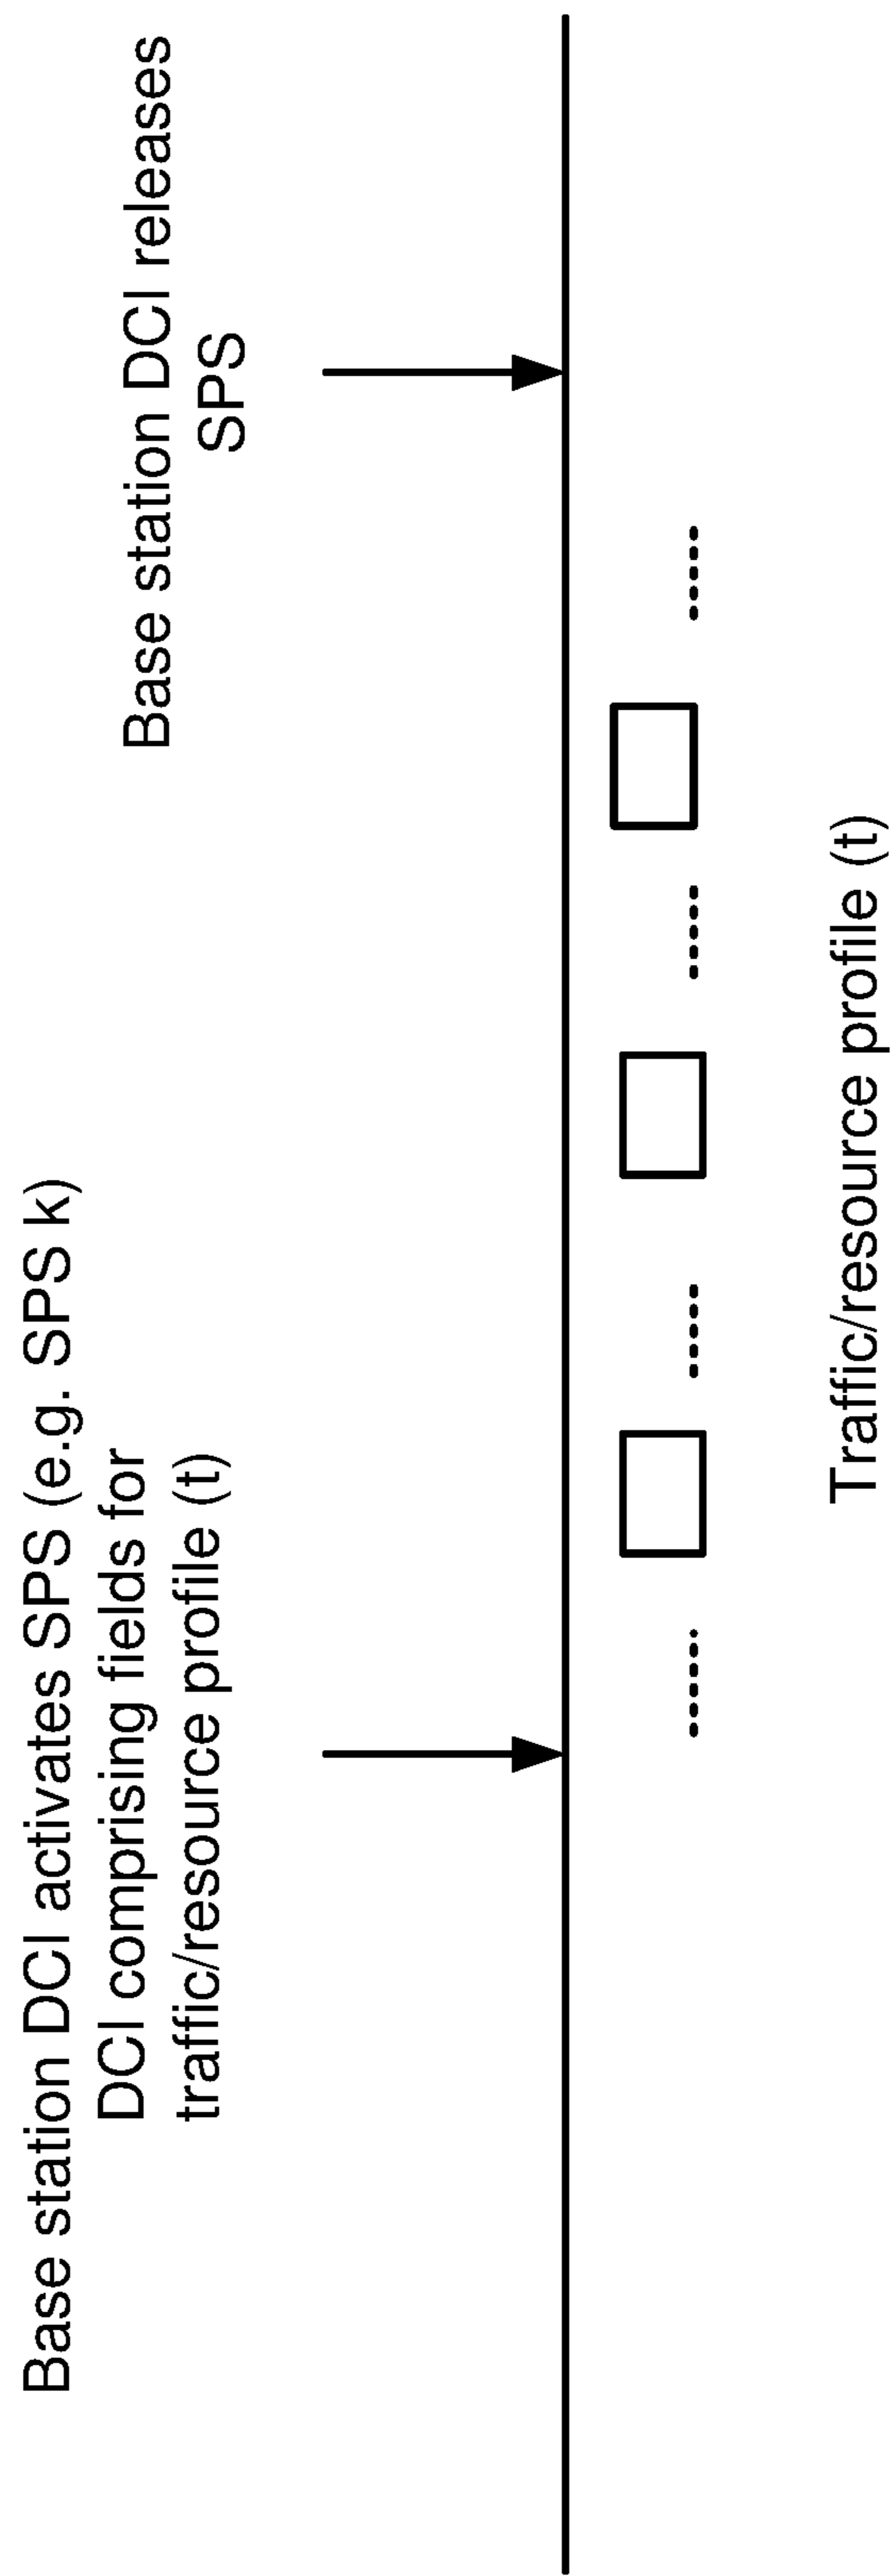 Base station DCI activates SPS (e.g. SPS k)
DCI comprising fields for
traffic/resource profile (t)
Base station DCI releases
SPS
Traffic/resource profile (t)